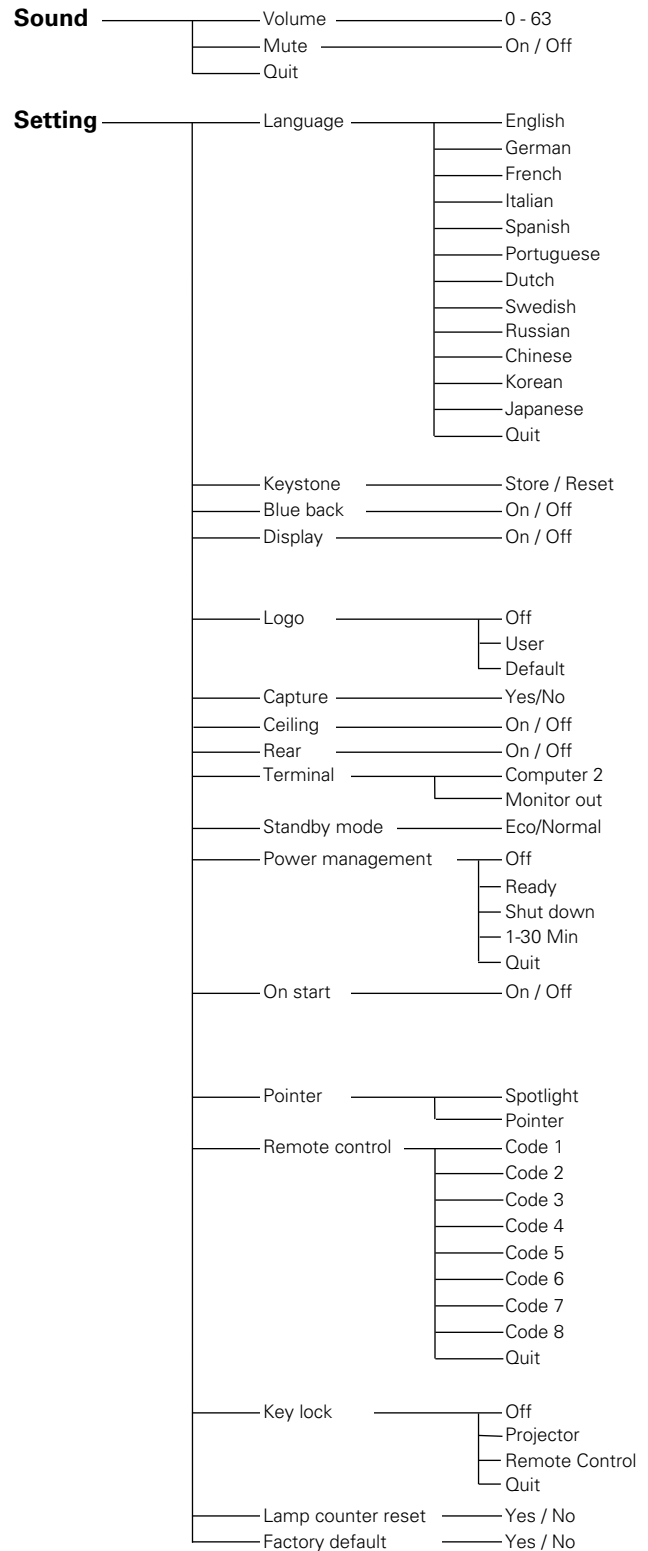 Sound Volume 0 - 63
Mute On / Off
Quit
Setting Language English
German
French
Italian
Spanish
Portuguese
Dutch
Swedish
Russian
Chinese
Korean
Japanese
Quit
Keystone Store / Reset
Blue back On / Off
Display On / Off
Logo Off
User
Default
Capture Yes/No
Ceiling On / Off
Rear On / Off
Terminal Computer 2
Monitor out
Standby mode Eco/Normal
Power management Off
Ready
Shut down
1-30 Min
Quit
On start On / Off
Pointer Spotlight
Pointer
Remote control Code 1
Code 2
Code 3
Code 4
Code 5
Code 6
Code 7
Code 8
Quit
Key lock Off
Projector
Remote Control
Quit
Lamp counter reset Yes / No
Factory default Yes / No